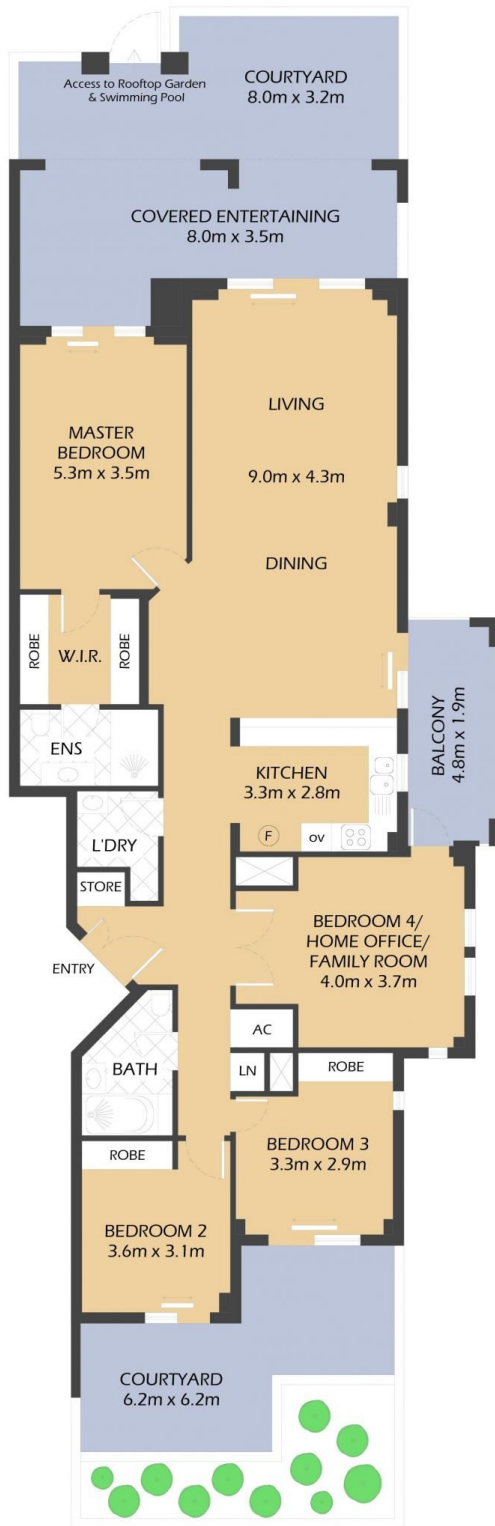 COURTYARD
8.0m x 3.2m
Access to Rooftop Garden
& Swimming Pool
COVERED ENTERTAINING
8.0m x 3.5m
LIVING
MASTER
BEDROOM
5.3m x 3.5m
9.0m x 4.3m
DINING
ROBE
W.I.R.
ROBE
BALCONY
4.8m x 1.9m
ENS
KITCHEN
3.3m x 2.8m
L'DRY
F
OV
STORE
BEDROOM 4/
HOME OFFICE/
FAMILY ROOM
4.0m x 3.7m
ENTRY
AC
BATH
LN
ROBE
BEDROOM 3
3.3m x 2.9m
ROBE
BEDROOM 2
3.6m x 3.1m
COURTYARD
6.2m x 6.2m